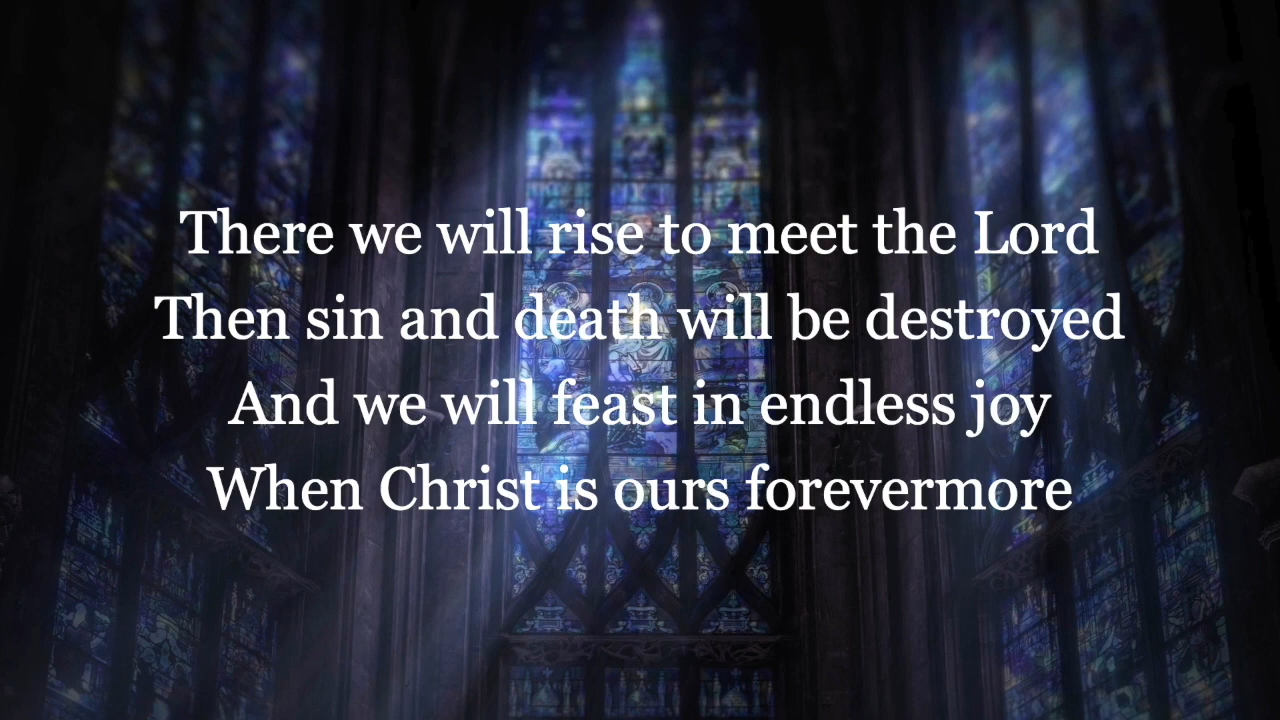 There we will rise to meet the Lord
Then sin and death will be destroyed
And we will feast in endless joy
When Christ is ours forevermore